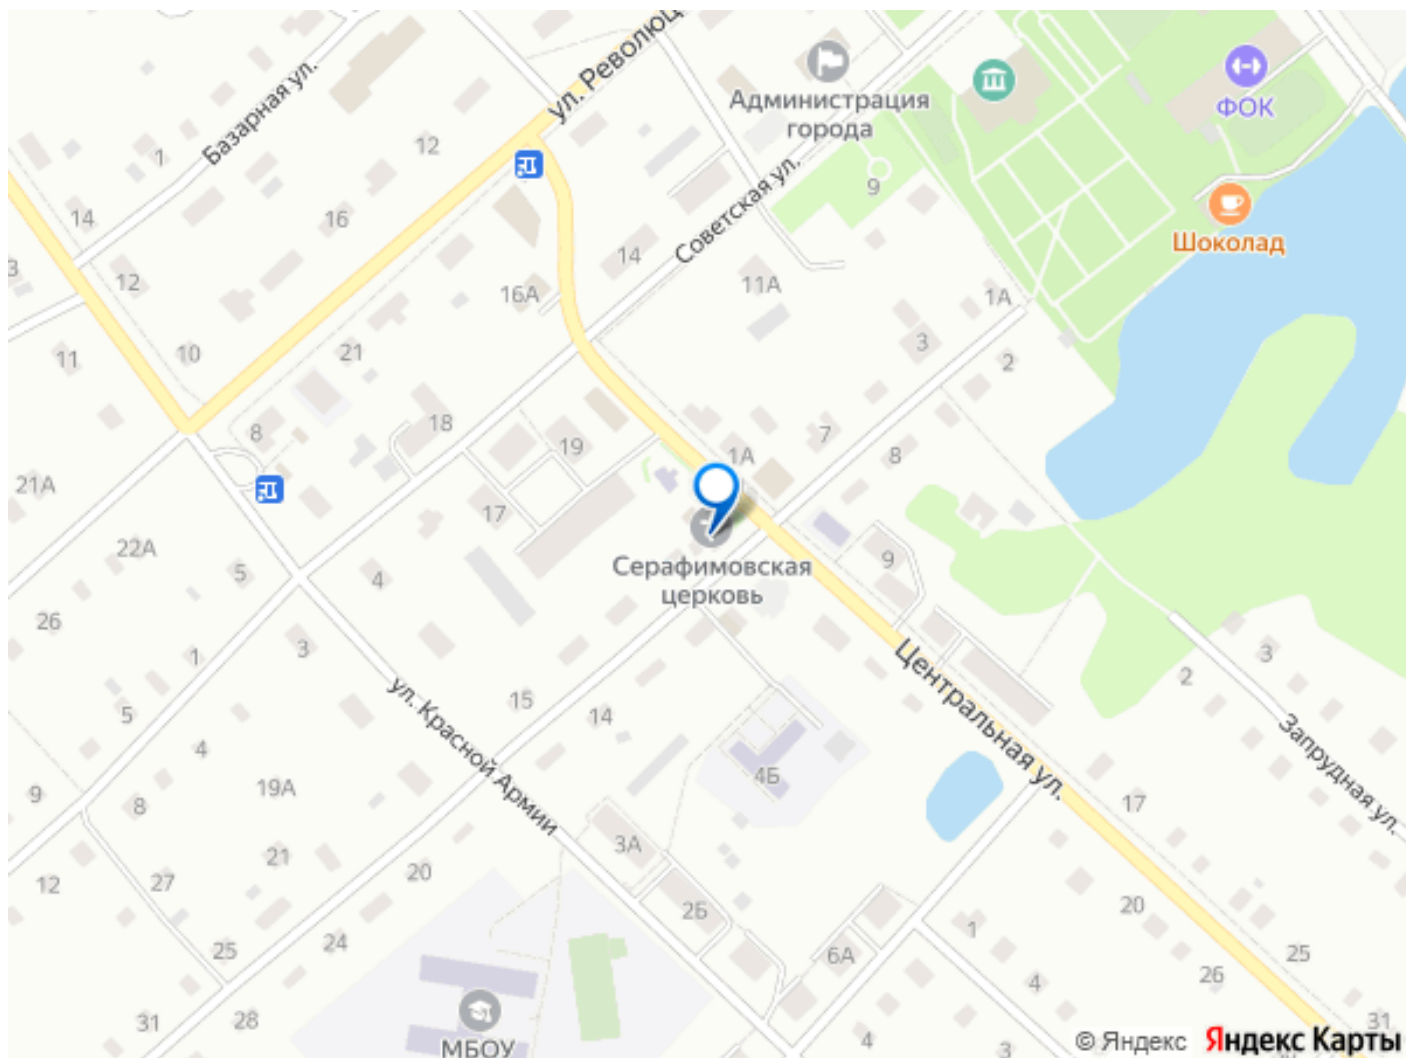 ул. Революц
Администрация
города
ФОК
Базарная ул.
12
1
9
Советская ул.
14
16
Шоколад
14
3
12
16А
11А
1А
10
21
3
2
11
8
18
19
1А
7
8
21А
17
22А
5
4
Серафимовская
церковь
9
26
3
1
Центральная ул.
3
2
5
4
ул. Красной Армии
15
14
Запрудная ул.
9
8
19А
4Б
17
21
3А
12
27
20
2Б
20
25
24
6А
1
25
4
26
31
28
МБОУ
4
3
31
© Яндекс
Яндекс Карты